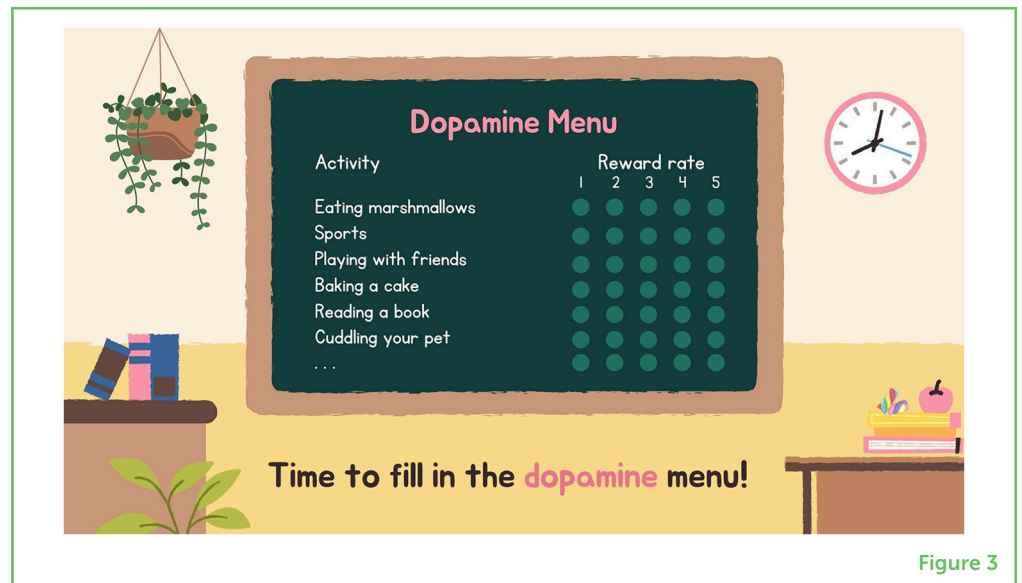 Dopamine Menu
Activity Reward rate
1 2 3 4 5
Eating marshmallows
Sports
Playing with friends
Baking a cake
Reading a book
Cuddling your pet
. . .
Time to fill in the dopamine menu!
Figure 3